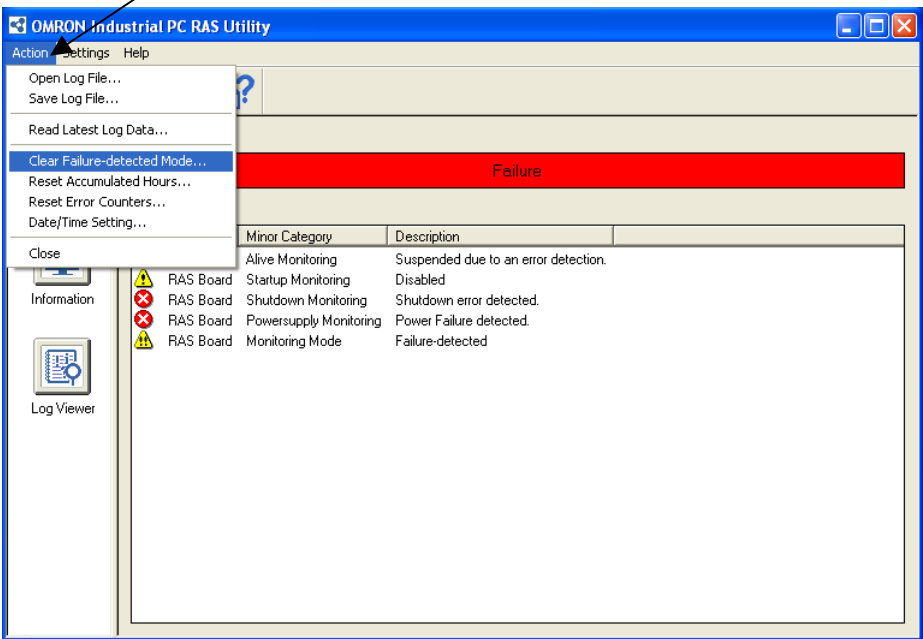 OMRON Industrial PC RAS Utility
Action Settings Help
Open Log File...
Save Log File...
Read Latest Log Data...
Clear Failure-detected Mode...
Reset Accumulated Hours...
Reset Error Counters...
Date/Time Setting...
Close
Failure
Minor Category Description
Alive Monitoring Suspended due to an error detection.
RAS Board Startup Monitoring Disabled
RAS Board Shutdown Monitoring Shutdown error detected.
RAS Board Powersupply Monitoring Power Failure detected.
RAS Board Monitoring Mode Failure-detected
Information
Log Viewer